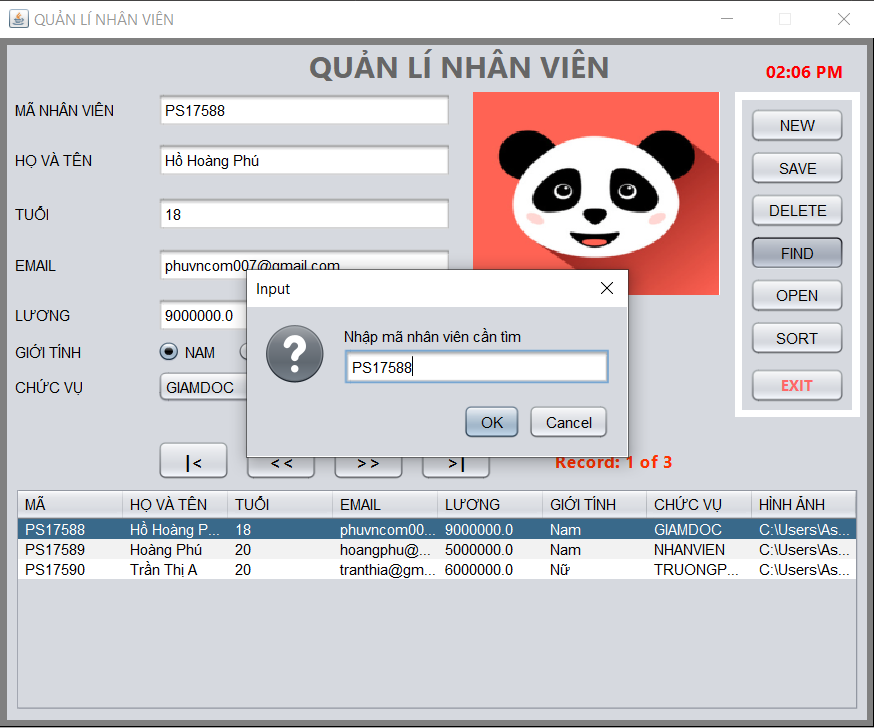 QUẢN LÍ NHÂN VIÊN
QUẢN LÍ NHÂN VIÊN
02:06 PM
MÃ NHÂN VIÊN PS17588
HỌ VÀ TÊN Hồ Hoàng Phú
TUỔI 18
EMAIL phuvncom007@gmail.com
LƯƠNG 9000000.0
GIỚI TÍNH NAM
CHỨC VỤ GIAMDOC
NEW
SAVE
DELETE
FIND
OPEN
SORT
EXIT
Input
Nhập mã nhân viên cần tìm
PS17588
OK Cancel
|< << >> >|
Record: 1 of 3
MÃ HỌ VÀ TÊN TUỔI EMAIL LƯƠNG GIỚI TÍNH CHỨC VỤ HÌNH ẢNH
PS17588 Hồ Hoàng P... 18 phuvncom00... 9000000.0 Nam GIAMDOC C:\Users\As...
PS17589 Hoàng Phú 20 hoangphu@... 5000000.0 Nam NHANVIEN C:\Users\As...
PS17590 Trần Thị A 20 tranthia@gm... 6000000.0 Nữ TRUONGP... C:\Users\As...